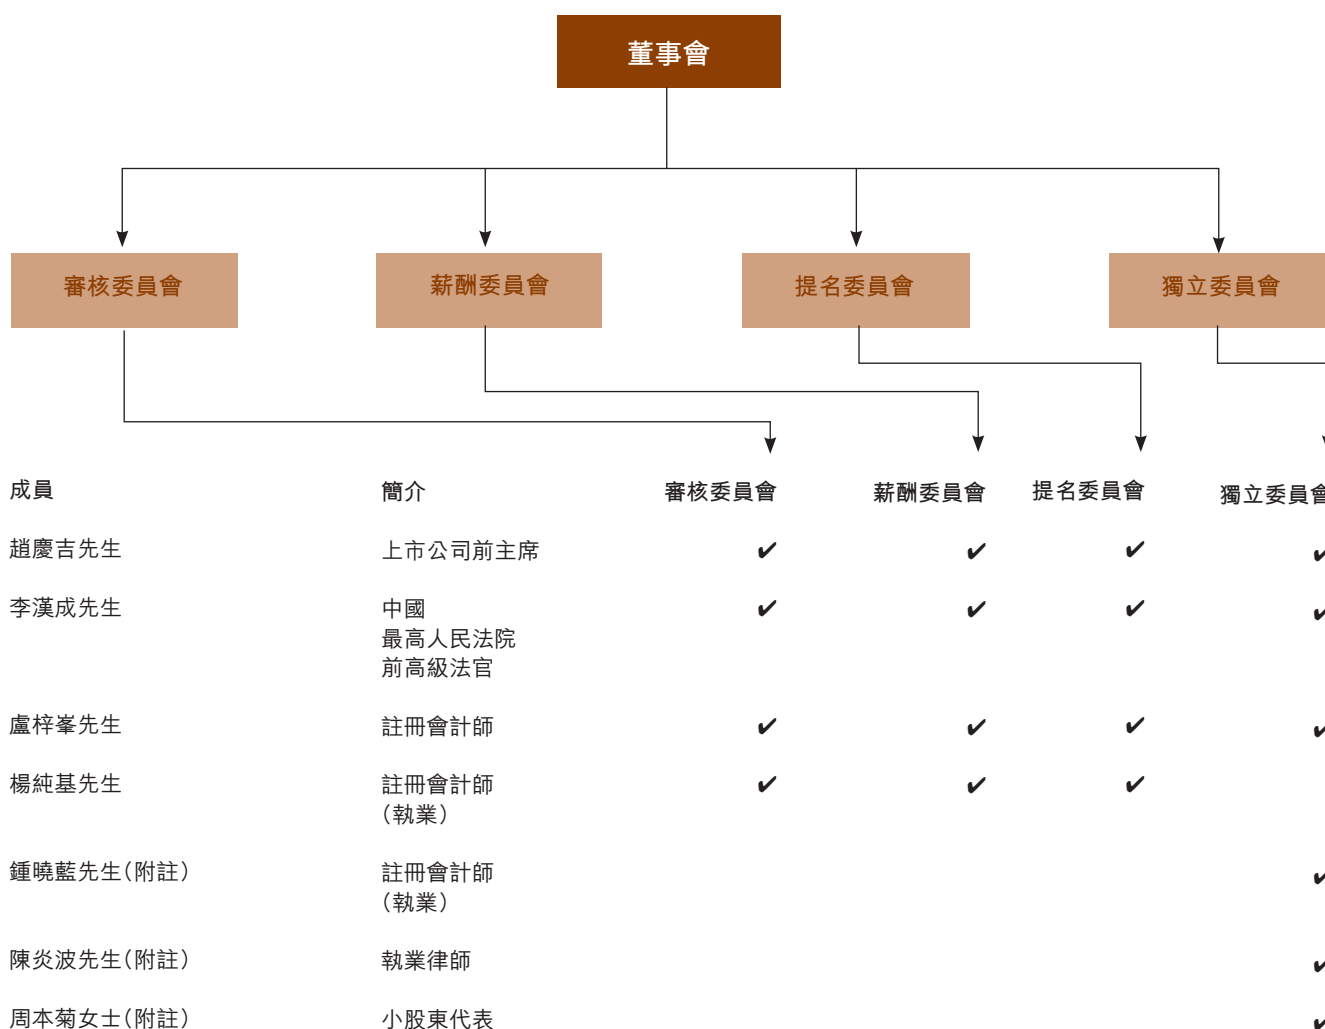 董事會
審核委員會 薪酬委員會 提名委員會 獨立委員會
成員 簡介 審核委員會 薪酬委員會 提名委員會 獨立委員會
趙慶吉先生 上市公司前主席 ✔ ✔ ✔ ✔
李漢成先生 中國 ✔ ✔ ✔ ✔
最高人民法院
前高級法官
盧梓峯先生 註冊會計師 ✔ ✔ ✔ ✔
楊純基先生 註冊會計師 ✔ ✔ ✔
（執業）
鍾曉藍先生（附註） 註冊會計師 ✔
（執業）
陳炎波先生（附註） 執業律師 ✔
周本菊女士（附註） 小股東代表 ✔